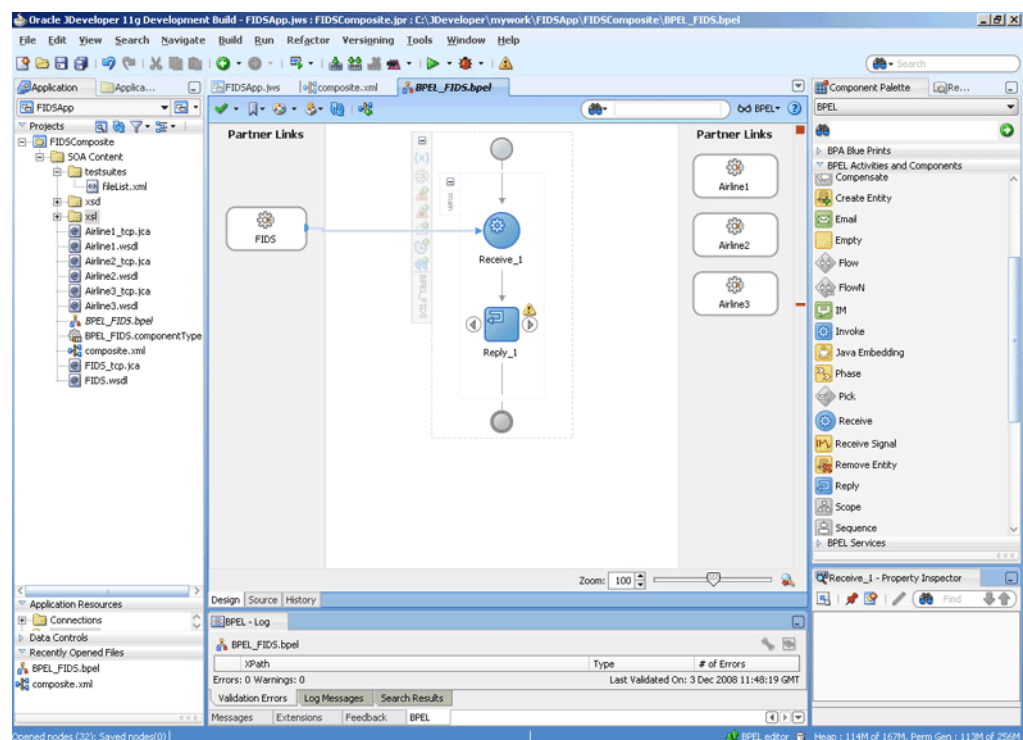 Oracle JDeveloper 11g Development Build - FIDSApp.jws : FIDSComposite.jpr : C:\JDeveloper\mywork\FIDSApp\FIDSComposite\BPEL_FIDS.bpel
File Edit View Search Navigate Build Run Refactor Versioning Tools Window Help
Search
Application Applica...
FIDSApp
Projects
FIDSComposite
SOA Content
testsuites
fileList.xml
xsd
xsl
Airline1_tcp.jca
Airline1.wsdl
Airline2_tcp.jca
Airline2.wsdl
Airline3_tcp.jca
Airline3.wsdl
BPEL_FIDS.bpel
BPEL_FIDS.componentType
composite.xml
FIDS_tcp.jca
FIDS.wsdl
Application Resources
Connections
Data Controls
Recently Opened Files
BPEL_FIDS.bpel
composite.xml
FIDSApp.jws composite.xml BPEL_FIDS.bpel
BPEL
Partner Links
FIDS
main
BPEL_FIDS
Receive_1
Reply_1
Partner Links
Airline1
Airline2
Airline3
Zoom: 100
Design Source History
BPEL - Log
BPEL_FIDS.bpel
XPath Type # of Errors
Errors: 0 Warnings: 0 Last Validated On: 3 Dec 2008 11:48:19 GMT
Validation Errors Log Messages Search Results
Messages Extensions Feedback BPEL
Component Palette Re...
BPEL
BPA Blue Prints
BPEL Activities and Components
Compensate
Create Entity
Email
Empty
Flow
FlowN
IM
Invoke
Java Embedding
Phase
Pick
Receive
Receive Signal
Remove Entity
Reply
Scope
Sequence
BPEL Services
Receive_1 - Property Inspector
Find
Opened nodes (32); Saved nodes(0)
BPEL editor
Heap : 114M of 167M. Perm Gen : 113M of 256M